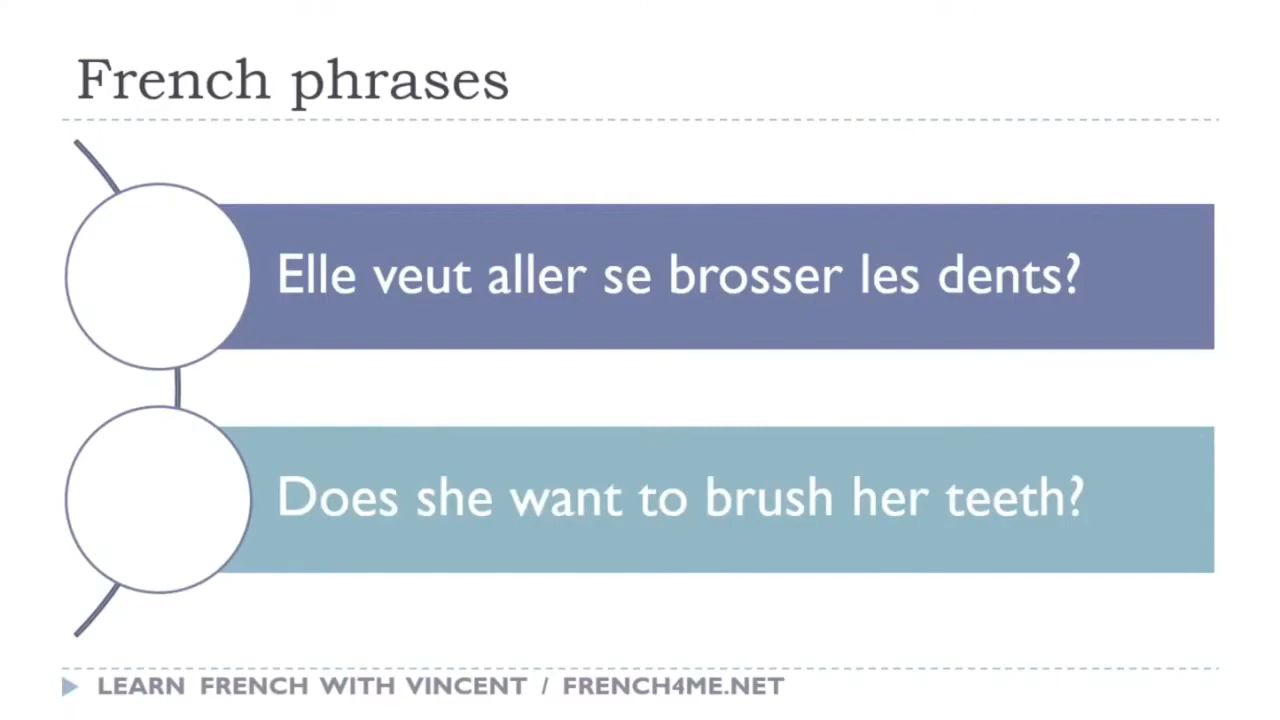 French phrases
Elle veut aller se brosser les dents?
Does she want to brush her teeth?
LEARN FRENCH WITH VINCENT / FRENCH4ME.NET